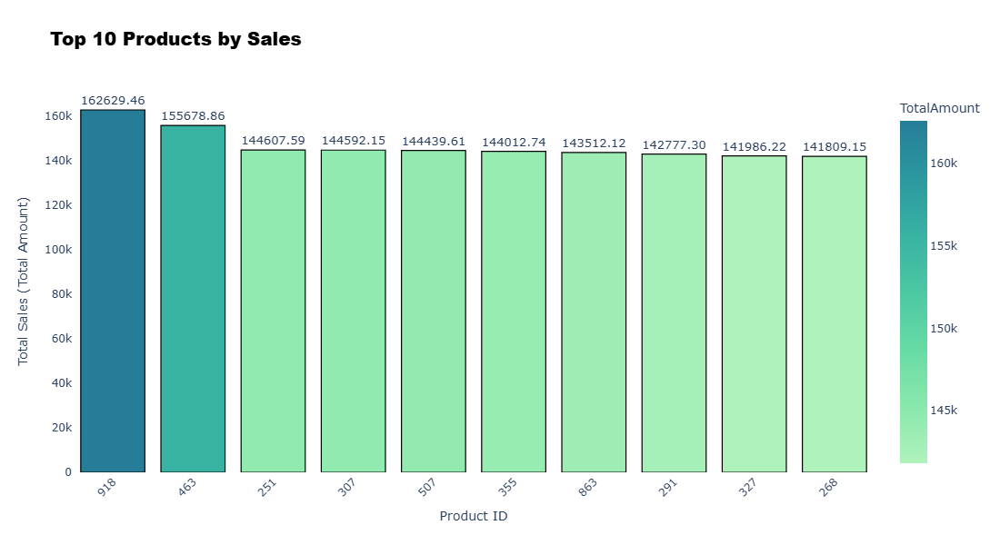 Top 10 Products by Sales
162629.46
155678.86
144607.59
144592.15
144439.61
144012.74
143512.12
142777.30
141986.22
141809.15
Total Sales (Total Amount)
160k
140k
120k
100k
80k
60k
40k
20k
0
918
463
251
307
507
355
863
291
327
268
Product ID
TotalAmount
160k
155k
150k
145k